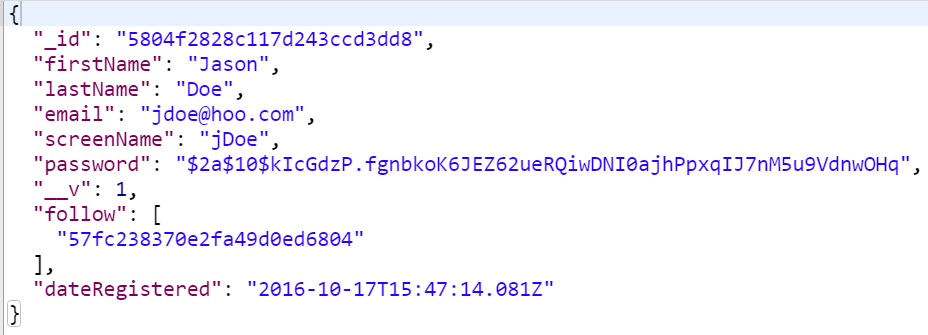 {
"_id": "5804f2828c117d243ccd3dd8",
"firstName": "Jason",
"lastName": "Doe",
"email": "jdoe@hoo.com",
"screenName": "jDoe",
"password": "$2a$10$kIcGdzP.fgnbkoK6JEZ62ueRQiwDNI0ajhPpxqIJ7nM5u9VdnwOHq",
"__v": 1,
"follow": [
"57fc238370e2fa49d0ed6804"
],
"dateRegistered": "2016-10-17T15:47:14.081Z"
}